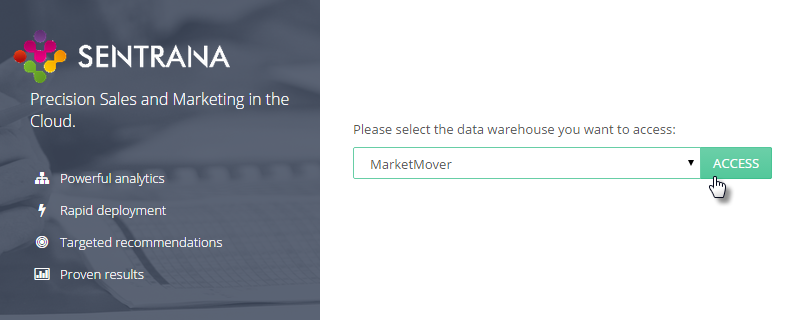 SENTRANA
Precision Sales and Marketing in the
Cloud.
Powerful analytics
Rapid deployment
Targeted recommendations
Proven results
Please select the data warehouse you want to access:
MarketMover
ACCESS